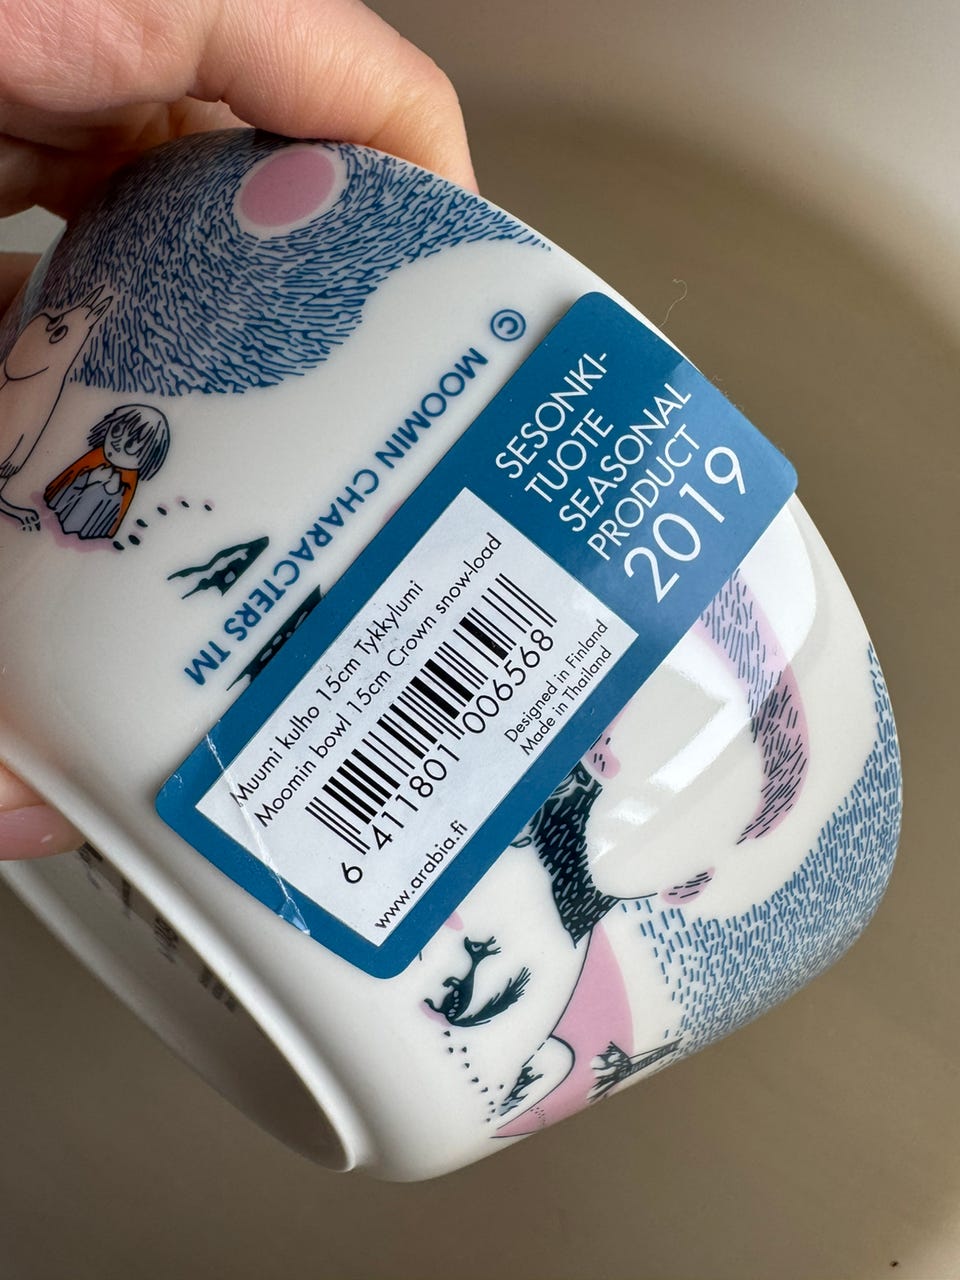 © MOOMIN CHARACTERS TM
SESONKI-
TUOTE
SEASONAL
PRODUCT
2019
Muumi kulho 15cm Tykkylumi
Moomin bowl 15cm Crown snow-load
6 411801 006568
Designed in Finland
Made in Thailand
www.arabia.fi